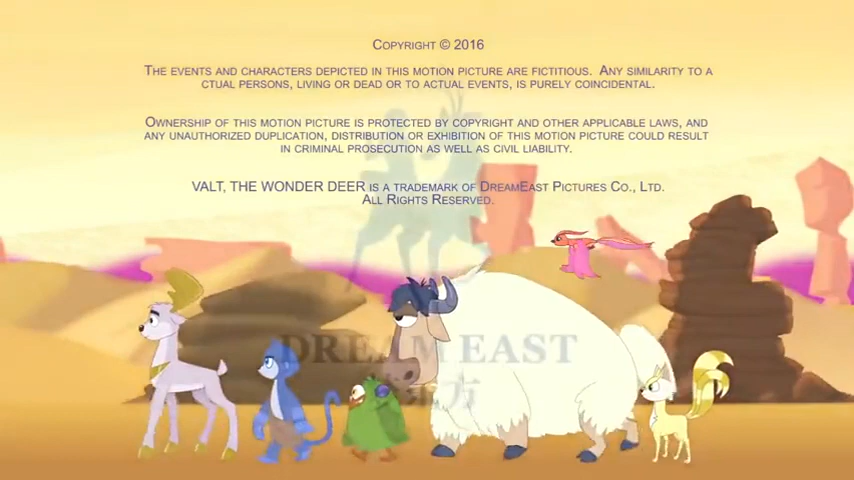 COPYRIGHT © 2016
THE EVENTS AND CHARACTERS DEPICTED IN THIS MOTION PICTURE ARE FICTITIOUS. ANY SIMILARITY TO A
CTUAL PERSONS, LIVING OR DEAD OR TO ACTUAL EVENTS, IS PURELY COINCIDENTAL.
OWNERSHIP OF THIS MOTION PICTURE IS PROTECTED BY COPYRIGHT AND OTHER APPLICABLE LAWS, AND
ANY UNAUTHORIZED DUPLICATION, DISTRIBUTION OR EXHIBITION OF THIS MOTION PICTURE COULD RESULT
IN CRIMINAL PROSECUTION AS WELL AS CIVIL LIABILITY.
VALT, THE WONDER DEER IS A TRADEMARK OF DREAMEAST PICTURES CO., LTD.
ALL RIGHTS RESERVED.
DREAM EAST
东方